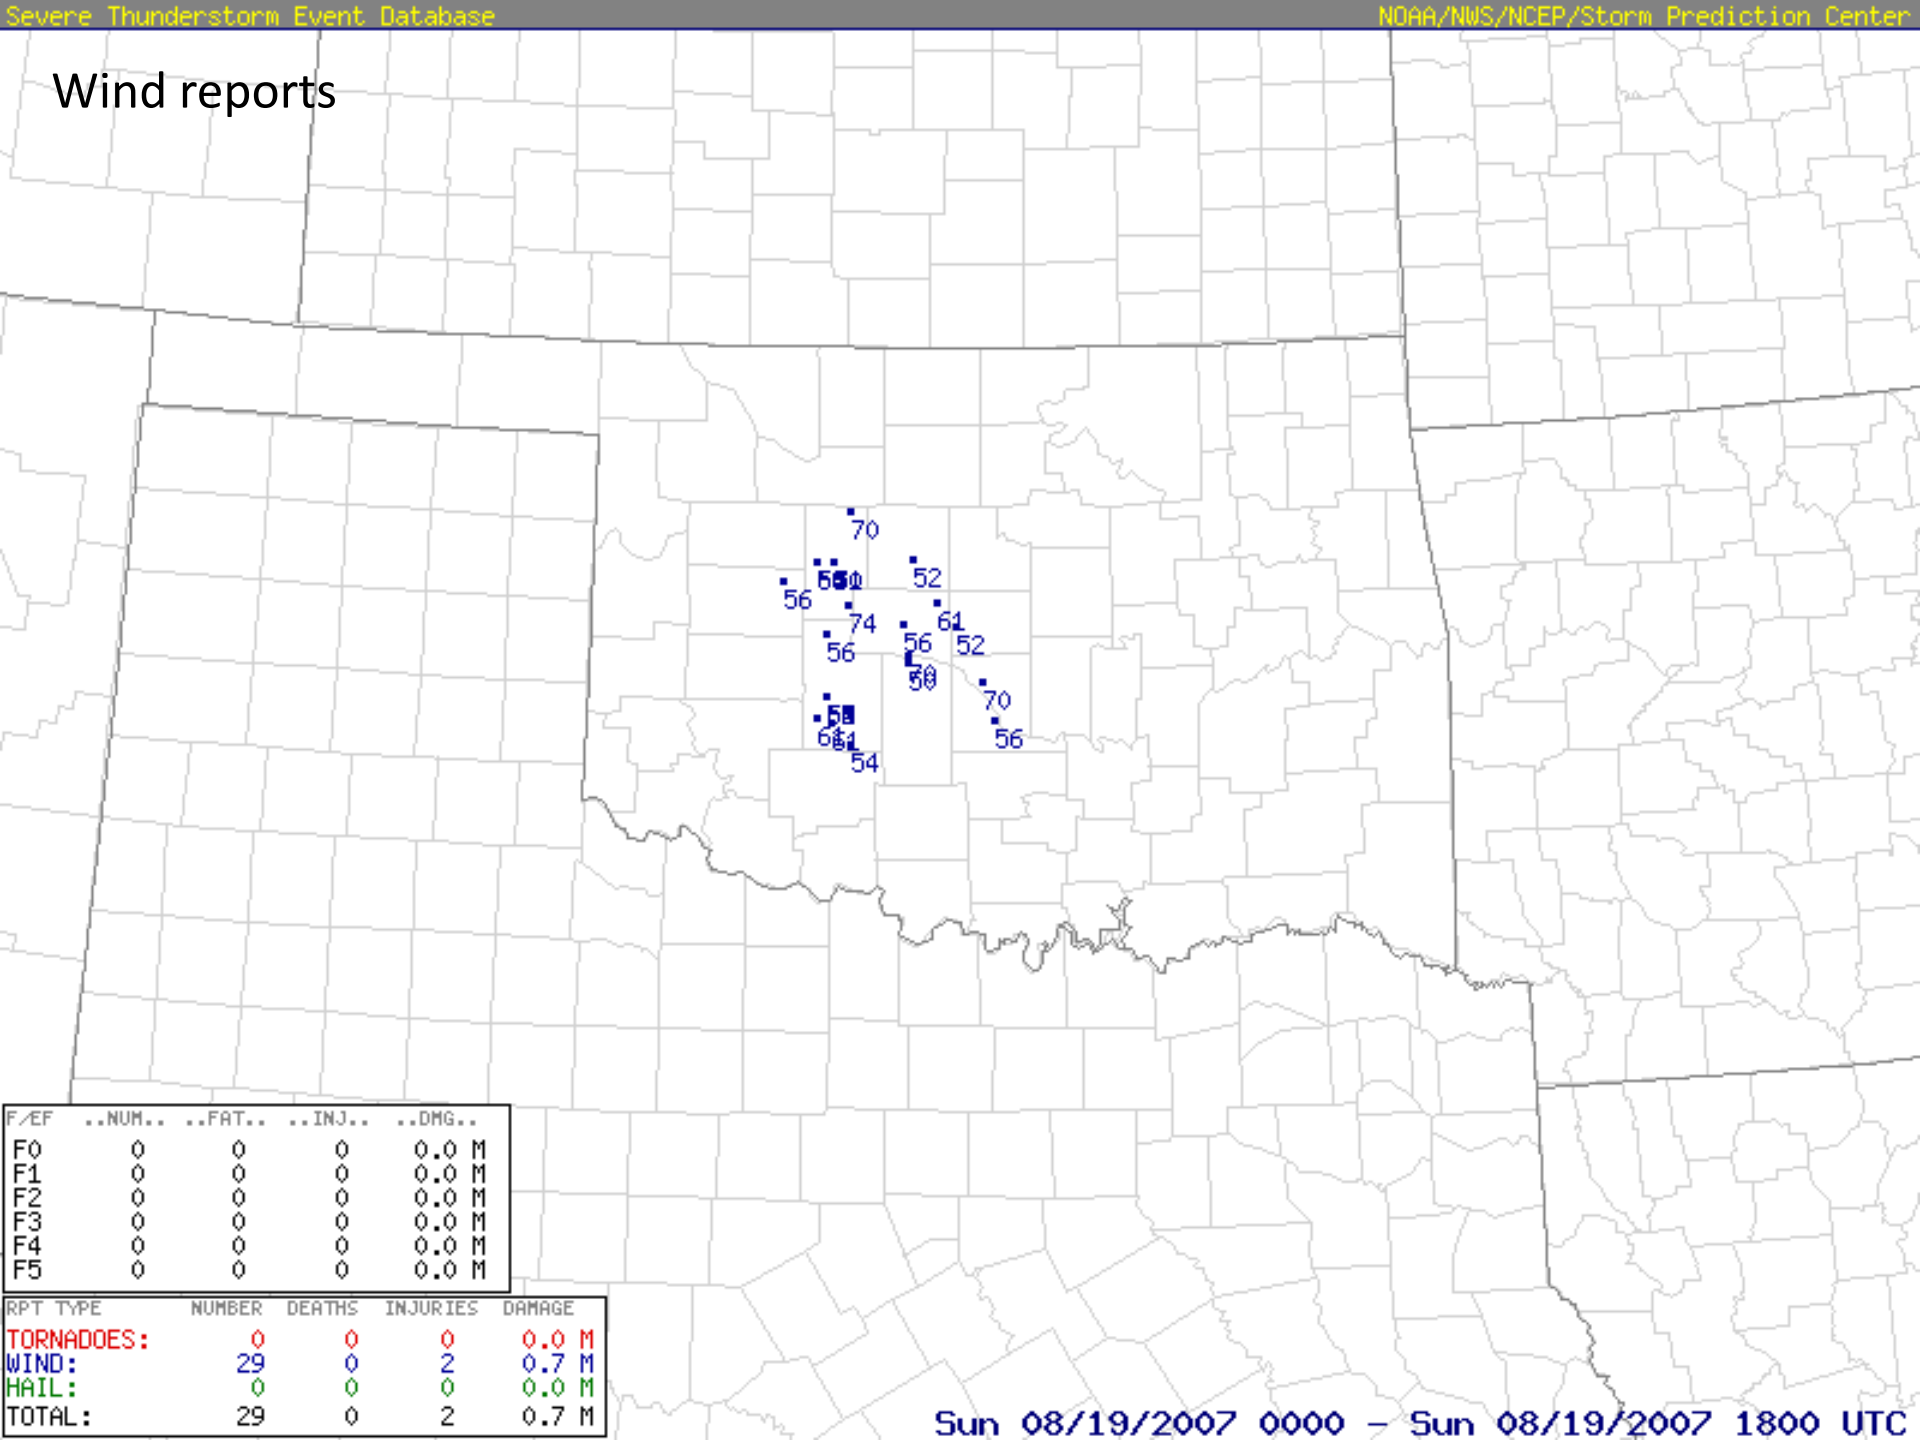 Severe Thunderstorm Event Database NOAA/NWS/NCEP/Storm Prediction Center
Wind reports
70
52
56
74
61
56
52
56
70
56
54
F/EF ..NUM.. ..FAT.. ..INJ.. ..DMG..
F0 0 0 0 0.0 M
F1 0 0 0 0.0 M
F2 0 0 0 0.0 M
F3 0 0 0 0.0 M
F4 0 0 0 0.0 M
F5 0 0 0 0.0 M
RPT TYPE NUMBER DEATHS INJURIES DAMAGE
TORNADOES: 0 0 0 0.0 M
WIND: 29 0 2 0.7 M
HAIL: 0 0 0 0.0 M
TOTAL: 29 0 2 0.7 M
Sun 08/19/2007 0000 – Sun 08/19/2007 1800 UTC